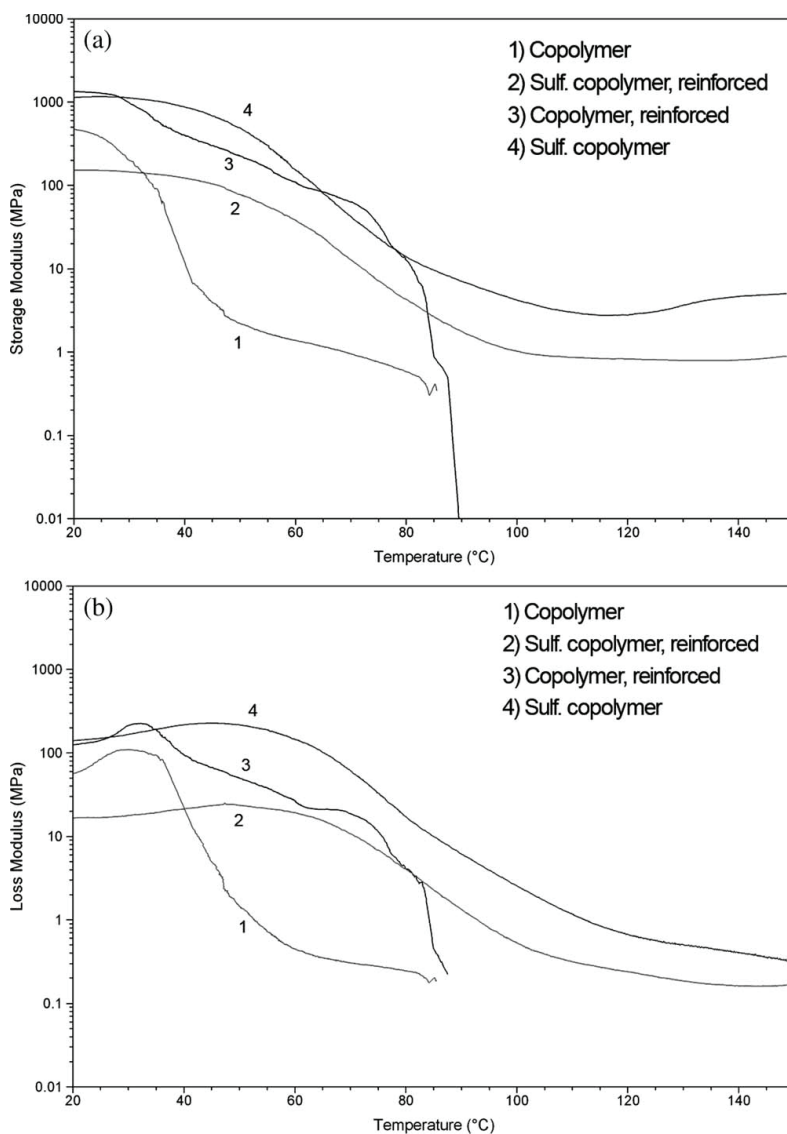 (a)
10000
1000
100
10
1
0.1
0.01
Storage Modulus (MPa)
1) Copolymer
2) Sulf. copolymer, reinforced
3) Copolymer, reinforced
4) Sulf. copolymer
4
3
2
1
20 40 60 80 100 120 140
Temperature (°C)
(b)
10000
1000
100
10
1
0.1
0.01
Loss Modulus (MPa)
1) Copolymer
2) Sulf. copolymer, reinforced
3) Copolymer, reinforced
4) Sulf. copolymer
4
3
2
1
20 40 60 80 100 120 140
Temperature (°C)